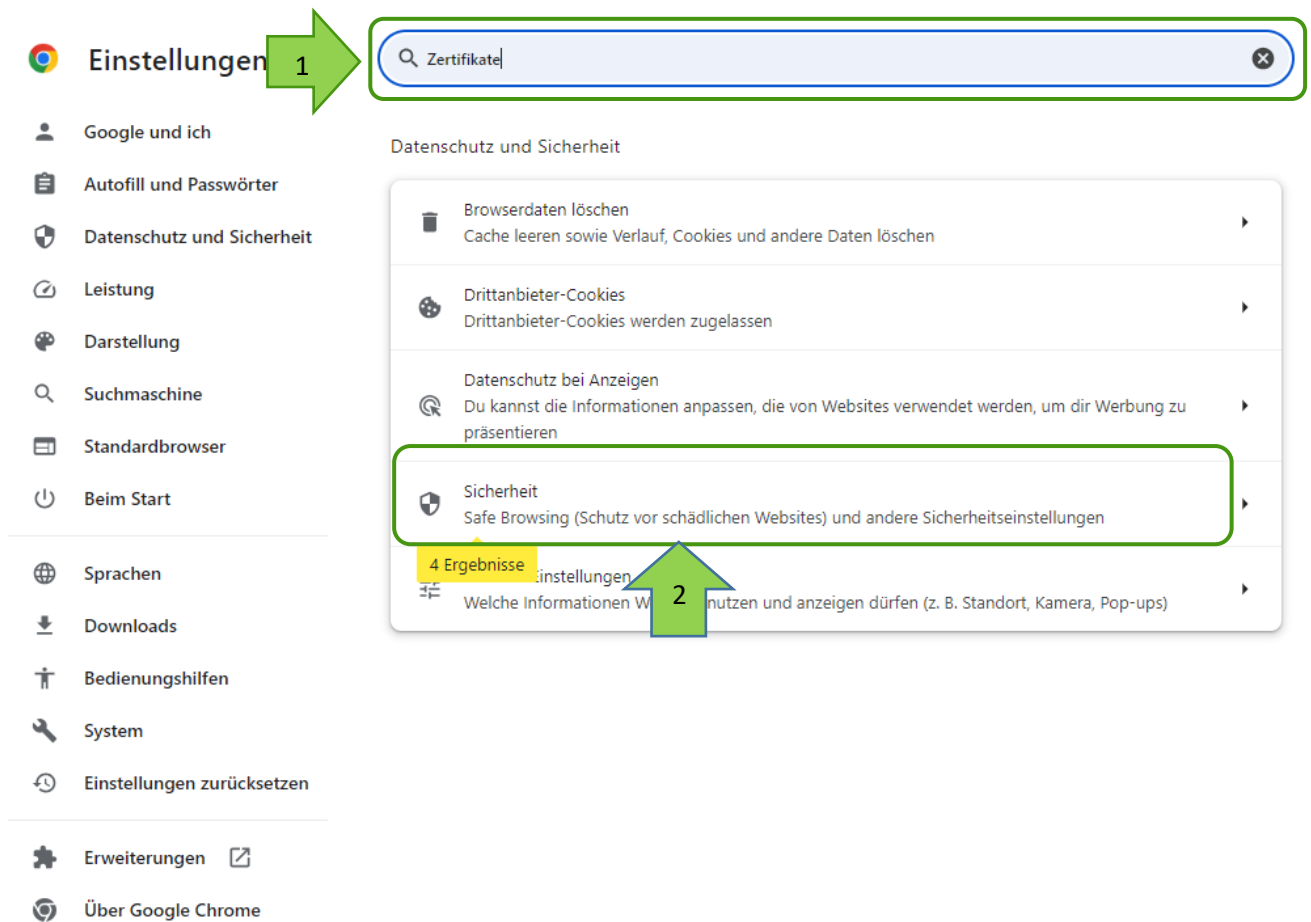 Einstellungen
1
Zertifikate
Google und ich
Autofill und Passwörter
Datenschutz und Sicherheit
Leistung
Darstellung
Suchmaschine
Standardbrowser
Beim Start
Sprachen
Downloads
Bedienungshilfen
System
Einstellungen zurücksetzen
Erweiterungen
Über Google Chrome
Datenschutz und Sicherheit
Browserdaten löschen
Cache leeren sowie Verlauf, Cookies und andere Daten löschen
Drittanbieter-Cookies
Drittanbieter-Cookies werden zugelassen
Datenschutz bei Anzeigen
Du kannst die Informationen anpassen, die von Websites verwendet werden, um dir Werbung zu
präsentieren
Sicherheit
Safe Browsing (Schutz vor schädlichen Websites) und andere Sicherheitseinstellungen
4 Ergebnisse
instellungen
2
Welche Informationen W nutzen und anzeigen dürfen (z. B. Standort, Kamera, Pop-ups)